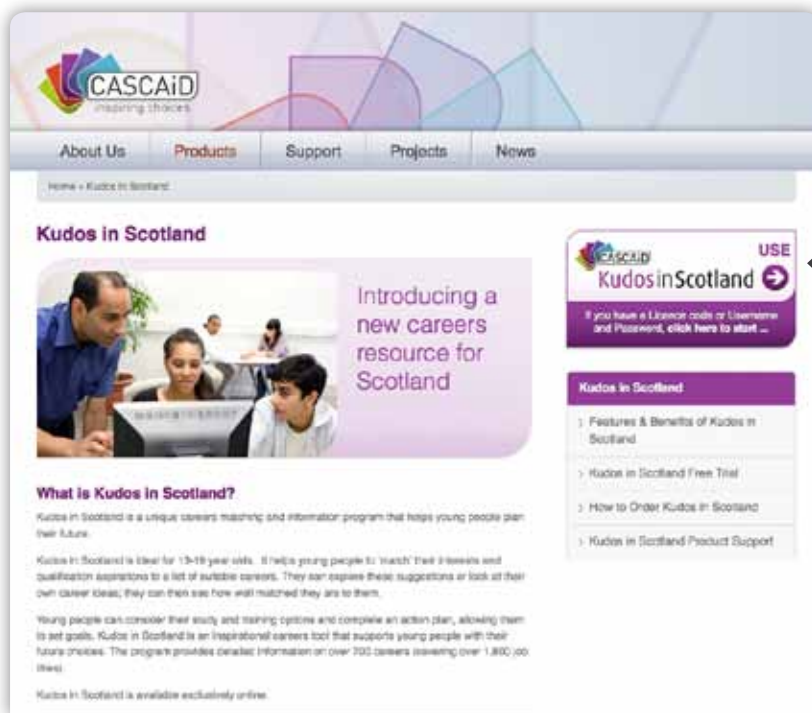 CASCAiD
inspiring choices
About Us
Products
Support
Projects
News
Home » Kudos in Scotland
Kudos in Scotland
Introducing a
new careers
resource for
Scotland
What is Kudos in Scotland?
Kudos in Scotland is a unique careers matching and information program that helps young people plan
their future.
Kudos in Scotland is ideal for 13-19 year olds. It helps young people to 'match' their interests and
qualification aspirations to a list of suitable careers. They can explore these suggestions or look at their
own career ideas; they can then see how well matched they are to them.
Young people can consider their study and training options and complete an action plan, allowing them
to set goals. Kudos in Scotland is an inspirational careers tool that supports young people with their
future choices. The program provides detailed information on over 700 careers (covering over 1,800 job
titles).
Kudos in Scotland is available exclusively online.
CASCAiD
USE
KudosinScotland
If you have a Licence code or Username
and Password, click here to start ...
Kudos in Scotland
Features & Benefits of Kudos in
Scotland
Kudos in Scotland Free Trial
How to Order Kudos in Scotland
Kudos in Scotland Product Support